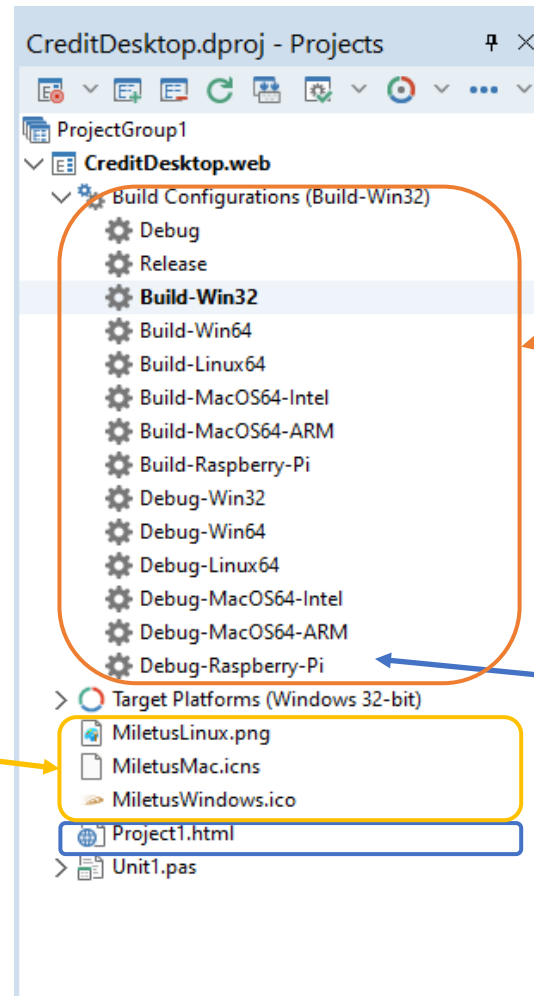 CreditDesktop.dproj - Projects
ProjectGroup1
CreditDesktop.web
Build Configurations (Build-Win32)
Debug
Release
Build-Win32
Build-Win64
Build-Linux64
Build-MacOS64-Intel
Build-MacOS64-ARM
Build-Raspberry-Pi
Debug-Win32
Debug-Win64
Debug-Linux64
Debug-MacOS64-Intel
Debug-MacOS64-ARM
Debug-Raspberry-Pi
Target Platforms (Windows 32-bit)
MiletusLinux.png
MiletusMac.icns
MiletusWindows.ico
Project1.html
Unit1.pas